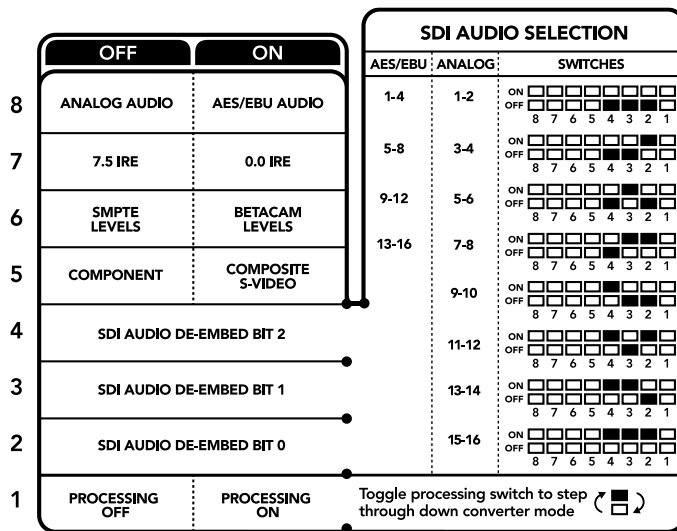 OFF ON
8 ANALOG AUDIO AES/EBU AUDIO
7 7.5 IRE 0.0 IRE
6 SMPTE LEVELS BETACAM LEVELS
5 COMPONENT COMPOSITE S-VIDEO
4 SDI AUDIO DE-EMBED BIT 2
3 SDI AUDIO DE-EMBED BIT 1
2 SDI AUDIO DE-EMBED BIT 0
1 PROCESSING OFF PROCESSING ON
SDI AUDIO SELECTION
AES/EBU ANALOG SWITCHES
1-4 1-2 ON
OFF
8 7 6 5 4 3 2 1
5-8 3-4 ON
OFF
8 7 6 5 4 3 2 1
9-12 5-6 ON
OFF
8 7 6 5 4 3 2 1
13-16 7-8 ON
OFF
8 7 6 5 4 3 2 1
9-10 ON
OFF
8 7 6 5 4 3 2 1
11-12 ON
OFF
8 7 6 5 4 3 2 1
13-14 ON
OFF
8 7 6 5 4 3 2 1
15-16 ON
OFF
8 7 6 5 4 3 2 1
Toggle processing switch to step
through down converter mode